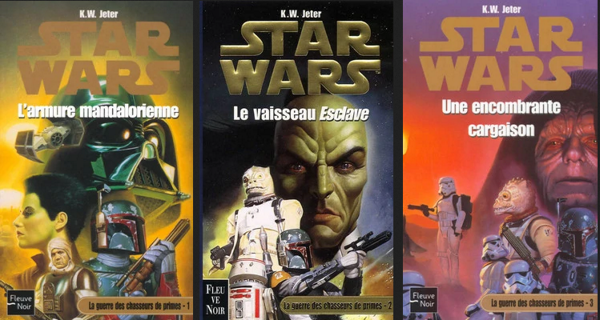 K.W. Jeter
STAR
WARS
L'armure mandalorienne
Fleuve
Noir
La guerre des chasseurs de primes - 1
K.W. Jeter
STAR
WARS
Le vaisseau Esclave
FLEU
VE
NOIR
La guerre des chasseurs de primes - 2
K.W. Jeter
STAR
WARS
Une encombrante
cargaison
Fleuve
Noir
La guerre des chasseurs de primes - 3